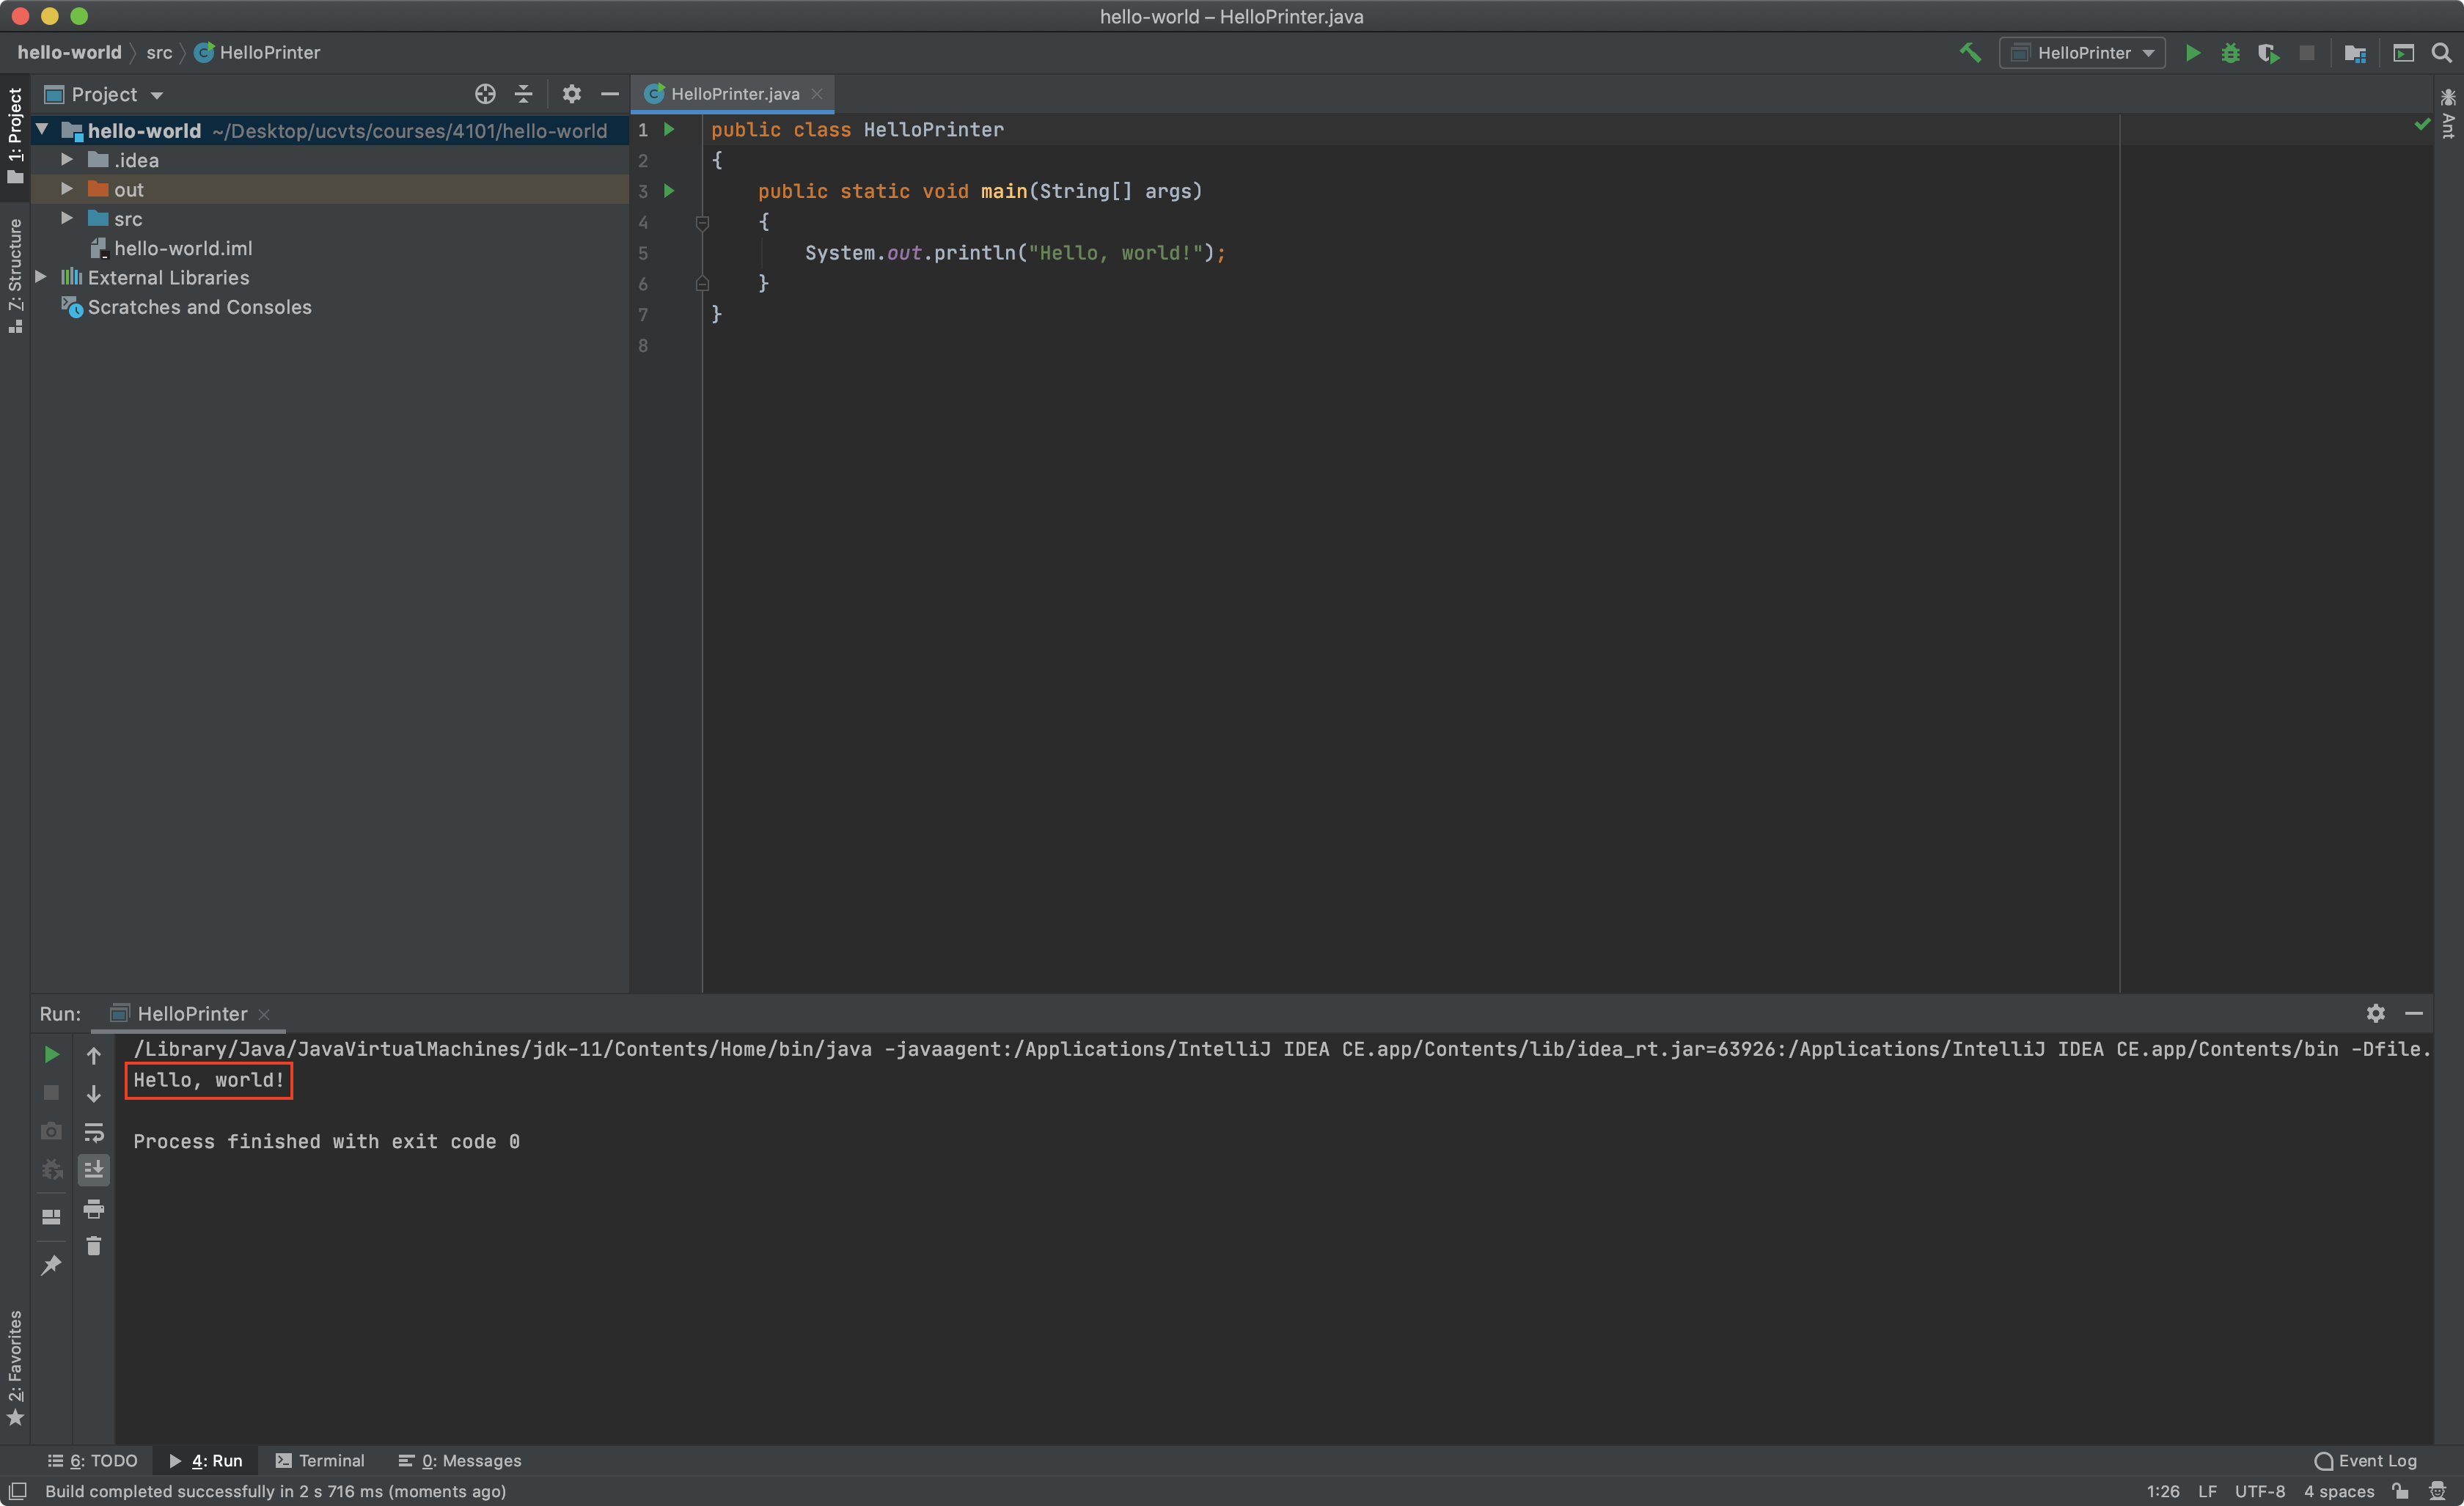 hello-world – HelloPrinter.java
hello-world src HelloPrinter
HelloPrinter
1: Project
Z: Structure
2: Favorites
Project
hello-world ~/Desktop/ucvts/courses/4101/hello-world
.idea
out
src
hello-world.iml
External Libraries
Scratches and Consoles
HelloPrinter.java
1 public class HelloPrinter
2 {
3 public static void main(String[] args)
4 {
5 System.out.println("Hello, world!");
6 }
7 }
8
Ant
Run: HelloPrinter
/Library/Java/JavaVirtualMachines/jdk-11/Contents/Home/bin/java -javaagent:/Applications/IntelliJ IDEA CE.app/Contents/lib/idea_rt.jar=63926:/Applications/IntelliJ IDEA CE.app/Contents/bin -Dfile.
Hello, world!
Process finished with exit code 0
6: TODO 4: Run Terminal 0: Messages Event Log
Build completed successfully in 2 s 716 ms (moments ago) 1:26 LF UTF-8 4 spaces